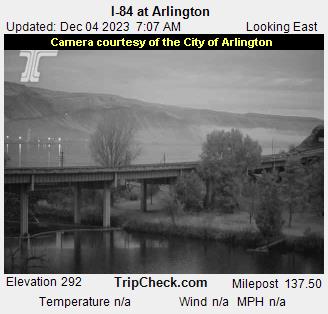 I-84 at Arlington
Updated: Dec 04 2023 7:07 AM Looking East
Camera courtesy of the City of Arlington
Elevation 292 TripCheck.com Milepost 137.50
Temperature n/a Wind n/a MPH n/a